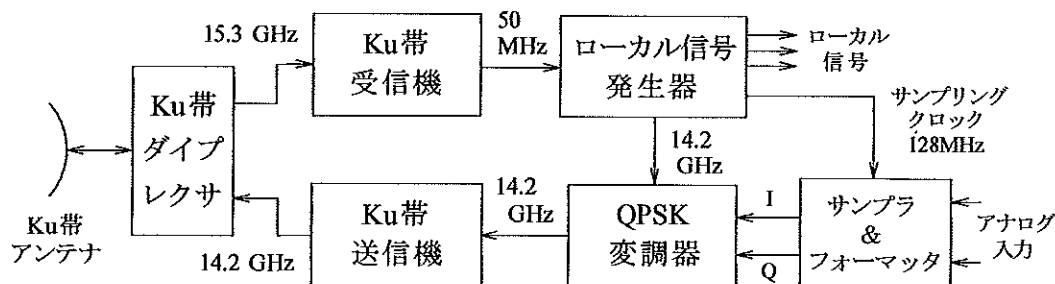 15.3 GHz
Ku帯
受信機
50
MHz
ローカル信号
発生器
ローカル
信号
Ku帯
ダイプ
レクサ
サンプリング
クロック
128MHz
14.2
GHz
Ku帯
アンテナ
14.2 GHz
Ku帯
送信機
14.2
GHz
QPSK
変調器
I
Q
サンプラ
&
フォーマッタ
アナログ
入力